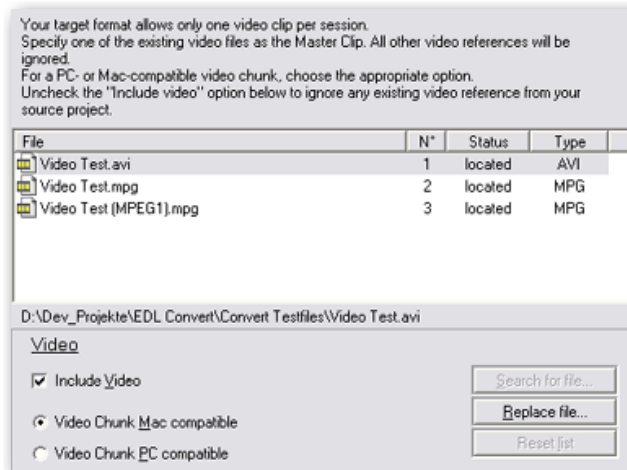 Your target format allows only one video clip per session.
Specify one of the existing video files as the Master Clip. All other video references will be
ignored.
For a PC- or Mac-compatible video chunk, choose the appropriate option.
Uncheck the "Include video" option below to ignore any existing video reference from your
source project.
File N° Status Type
Video Test.avi 1 located AVI
Video Test.mpg 2 located MPG
Video Test (MPEG1).mpg 3 located MPG
D:\Dev_Projekte\EDL Convert\Convert Testfiles\Video Test.avi
Video
Include Video
Search for file...
Replace file...
Video Chunk Mac compatible
Reset list
Video Chunk PC compatible